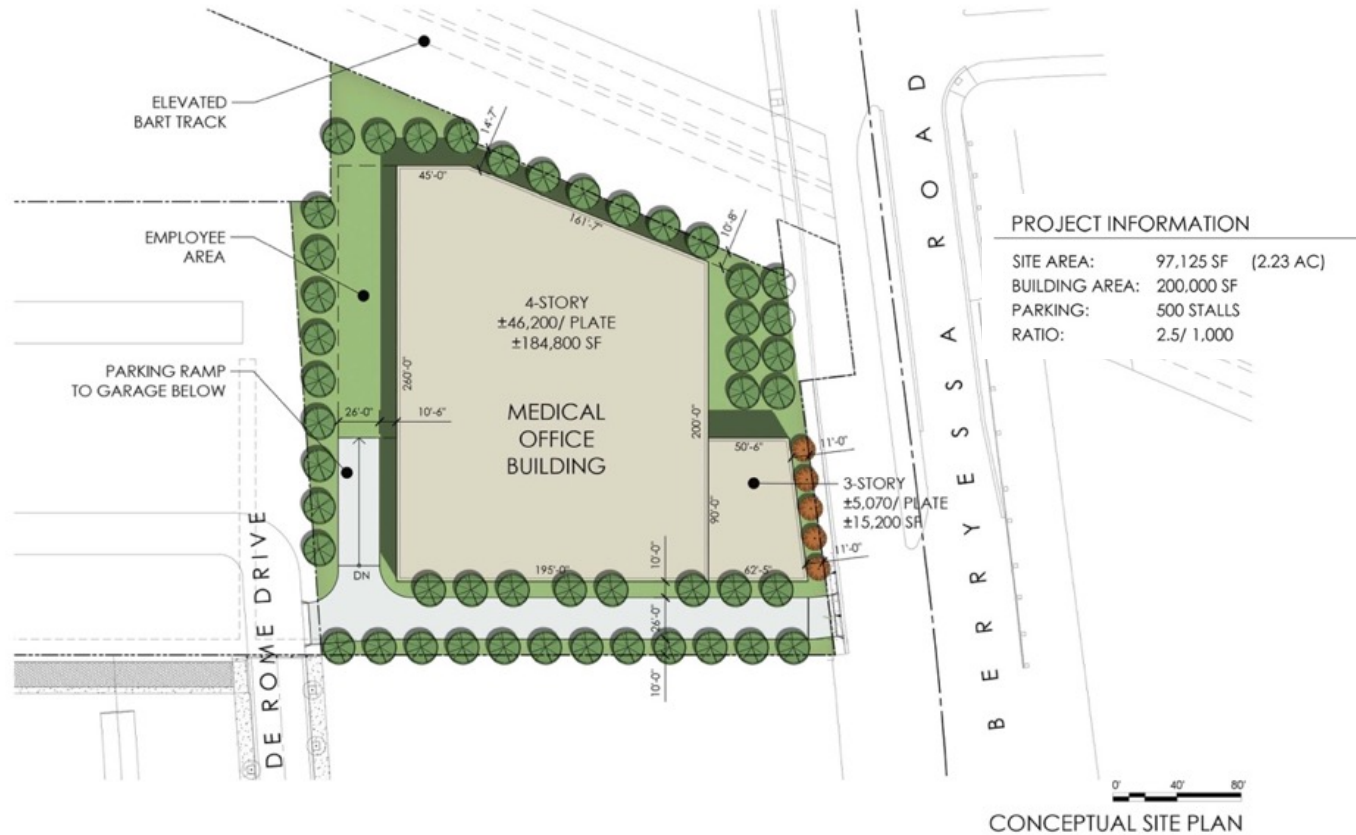 ELEVATED
BART TRACK
14'-7"
45'-0"
161'-7"
10'-8"
EMPLOYEE
AREA
4-STORY
±46,200/ PLATE
±184,800 SF
PARKING RAMP
TO GARAGE BELOW
260'-0"
26'-0"
10'-6"
MEDICAL
OFFICE
BUILDING
200'-0"
50'-6"
11'-0"
3-STORY
±5,070/ PLATE
±15,200 SF
90'-0"
11'-0"
DN
195'-0"
10'-0"
62'-5"
26'-0"
10'-0"
DE ROME DRIVE
BERRYESSA ROAD
PROJECT INFORMATION
SITE AREA: 97,125 SF (2.23 AC)
BUILDING AREA: 200,000 SF
PARKING: 500 STALLS
RATIO: 2.5/ 1,000
0' 40' 80'
CONCEPTUAL SITE PLAN